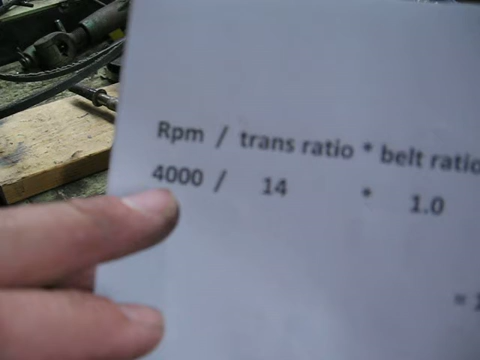 Rpm / trans ratio * belt ratio
4000 / 14 * 1.0
=